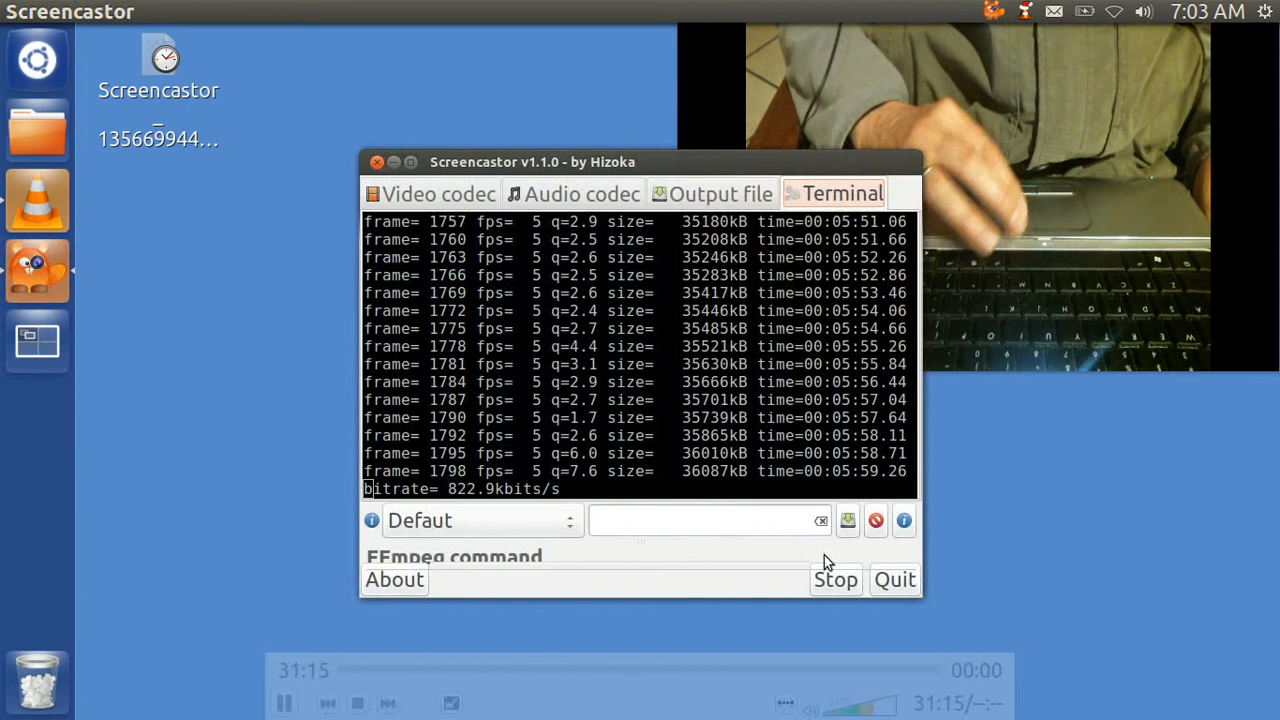 Screencastor
7:03 AM
Screencastor
_
135669944...
Screencastor v1.1.0 - by Hizoka
Video codec Audio codec Output file Terminal
frame= 1757 fps= 5 q=2.9 size= 35180kB time=00:05:51.06
frame= 1760 fps= 5 q=2.5 size= 35208kB time=00:05:51.66
frame= 1763 fps= 5 q=2.6 size= 35246kB time=00:05:52.26
frame= 1766 fps= 5 q=2.5 size= 35283kB time=00:05:52.86
frame= 1769 fps= 5 q=2.6 size= 35417kB time=00:05:53.46
frame= 1772 fps= 5 q=2.4 size= 35446kB time=00:05:54.06
frame= 1775 fps= 5 q=2.7 size= 35485kB time=00:05:54.66
frame= 1778 fps= 5 q=4.4 size= 35521kB time=00:05:55.26
frame= 1781 fps= 5 q=3.1 size= 35630kB time=00:05:55.84
frame= 1784 fps= 5 q=2.9 size= 35666kB time=00:05:56.44
frame= 1787 fps= 5 q=2.7 size= 35701kB time=00:05:57.04
frame= 1790 fps= 5 q=1.7 size= 35739kB time=00:05:57.64
frame= 1792 fps= 5 q=2.6 size= 35865kB time=00:05:58.11
frame= 1795 fps= 5 q=6.0 size= 36010kB time=00:05:58.71
frame= 1798 fps= 5 q=7.6 size= 36087kB time=00:05:59.26
bitrate= 822.9kbits/s
Defaut
FFmpeg command
About Stop Quit
31:15 00:00
31:15/--:--